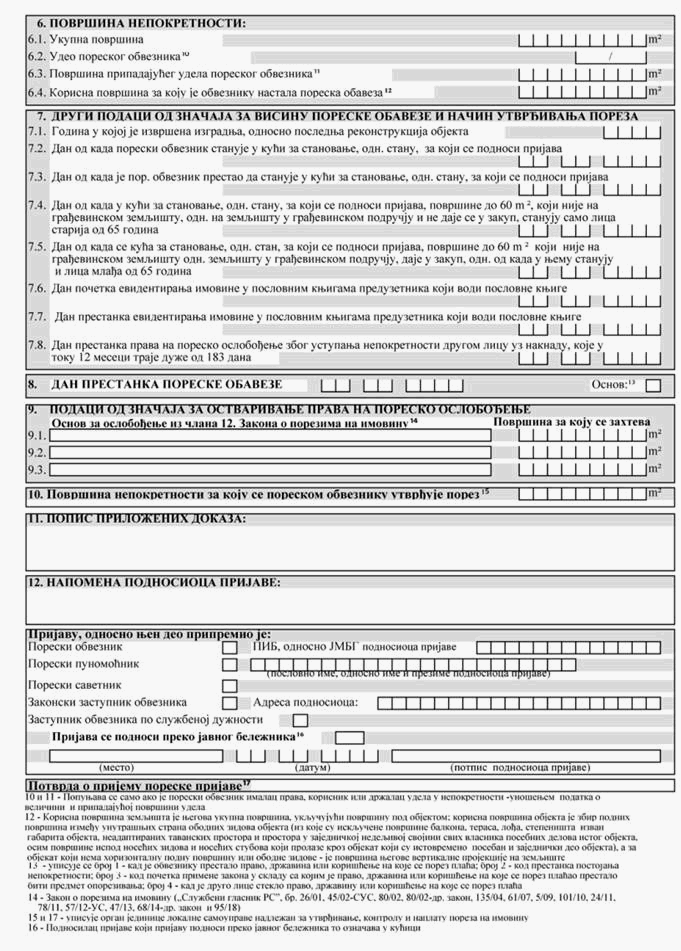 6. ПОВРШИНА НЕПОКРЕТНОСТИ:
6.1. Укупна површина м²
6.2. Удео пореског обвезника¹⁰ /
6.3. Површина припадајућег удела пореског обвезника¹¹ м²
6.4. Корисна површина за коју је обвезнику настала пореска обавеза¹² м²
7. ДРУГИ ПОДАЦИ ОД ЗНАЧАЈА ЗА ВИСИНУ ПОРЕСКЕ ОБАВЕЗЕ И НАЧИН УТВРЂИВАЊА ПОРЕЗА
7.1. Година у којој је извршена изградња, односно последња реконструкција објекта
7.2. Дан од када порески обвезник станује у кући за становање, одн. стану, за који се подноси пријава
7.3. Дан од када је пор. обвезник престао да станује у кући за становање, одн. стану, за који се подноси пријава
7.4. Дан од када у кући за становање, одн. стану, за који се подноси пријава, површине до 60 m ², који није на
грађевинском земљишту, одн. на земљишту у грађевинском подручју и не даје се у закуп, станују само лица
старија од 65 година
7.5. Дан од када се кућа за становање, одн. стан, за који се подноси пријава, површине до 60 m ² који није на
грађевинском земљишту одн. земљишту у грађевинском подручју, даје у закуп, одн. од када у њему станују
и лица млађа од 65 година
7.6. Дан почетка евидентирања имовине у пословним књигама предузетника који води пословне књиге
7.7. Дан престанка евидентирања имовине у пословним књигама предузетника који води пословне књиге
7.8. Дан престанка права на пореско ослобођење због уступања непокретности другом лицу уз накнаду, које у
току 12 месеци траје дуже од 183 дана
8. ДАН ПРЕСТАНКА ПОРЕСКЕ ОБАВЕЗЕ Основ:¹³
9. ПОДАЦИ ОД ЗНАЧАЈА ЗА ОСТВАРИВАЊЕ ПРАВА НА ПОРЕСКО ОСЛОБОЂЕЊЕ
Основ за ослобођење из члана 12. Закона о порезима на имовину¹⁴ Површина за коју се захтева
9.1. м²
9.2. м²
9.3. м²
10. Површина непокретности за коју се пореском обвезнику утврђује порез¹⁵ м²
11. ПОПИС ПРИЛОЖЕНИХ ДОКАЗА:
12. НАПОМЕНА ПОДНОСИОЦА ПРИЈАВЕ:
Пријаву, односно њен део припремио је:
Порески обвезник ПИБ, односно ЈМБГ подносиоца пријаве
Порески пуномоћник
(пословно име, односно име и презиме подносиоца пријаве)
Порески саветник
Законски заступник обвезника Адреса подносиоца:
Заступник обвезника по службеној дужности
Пријава се подноси преко јавног бележника¹⁶
(место) (датум) (потпис подносиоца пријаве)
Потврда о пријему пореске пријаве¹⁷
10 и 11 - Попуњава се само ако је порески обвезник ималац права, корисник или држалац удела у непокретности -уношењем податка о
величини и припадајућој површини удела
12 - Корисна површина земљишта је његова укупна површина, укључујући површину под објектом; корисна површина објекта је збир подних
површина између унутрашњих страна ободних зидова објекта (из које су искључене површине балкона, тераса, лођа, степеништа изван
габарита објекта, неадаптираних таванских простора и простора у заједничкој недељивој својини свих власника посебних делова истог објекта,
осим површине испод носећих зидова и носећих стубова који пролазе кроз објекат који су истовремено посебан и заједнички део објекта), а за
објекат који нема хоризонталну подну површину или ободне зидове - је површина његове вертикалне пројекције на земљиште
13 - уписује се број 1 - кад је обвезнику престало право, државина или коришћење на које се порез плаћа; број 2 - код престанка постојања
непокретности; број 3 - код почетка примене закона у складу са којим је право, државина или коришћење на које се порез плаћао престало
бити предмет опорезивања; број 4 - кад је друго лице стекло право, државину или коришћење на које се порез плаћа
14 - Закон о порезима на имовину („Службени гласник РС”, бр. 26/01, 45/02-СУС, 80/02, 80/02-др. закон, 135/04, 61/07, 5/09, 101/10, 24/11,
78/11, 57/12-УС, 47/13, 68/14-др. закон и 95/18)
15 и 17 - уписује орган јединице локалне самоуправе надлежан за утврђивање, контролу и наплату пореза на имовину
16 - Подносилац пријаве који пријаву подноси преко јавног бележника то означава у кућици